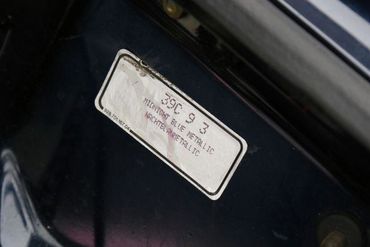 39C 9 3
MIDNIGHT BLUE METALLIC
NACHTBLAUMETALLIC